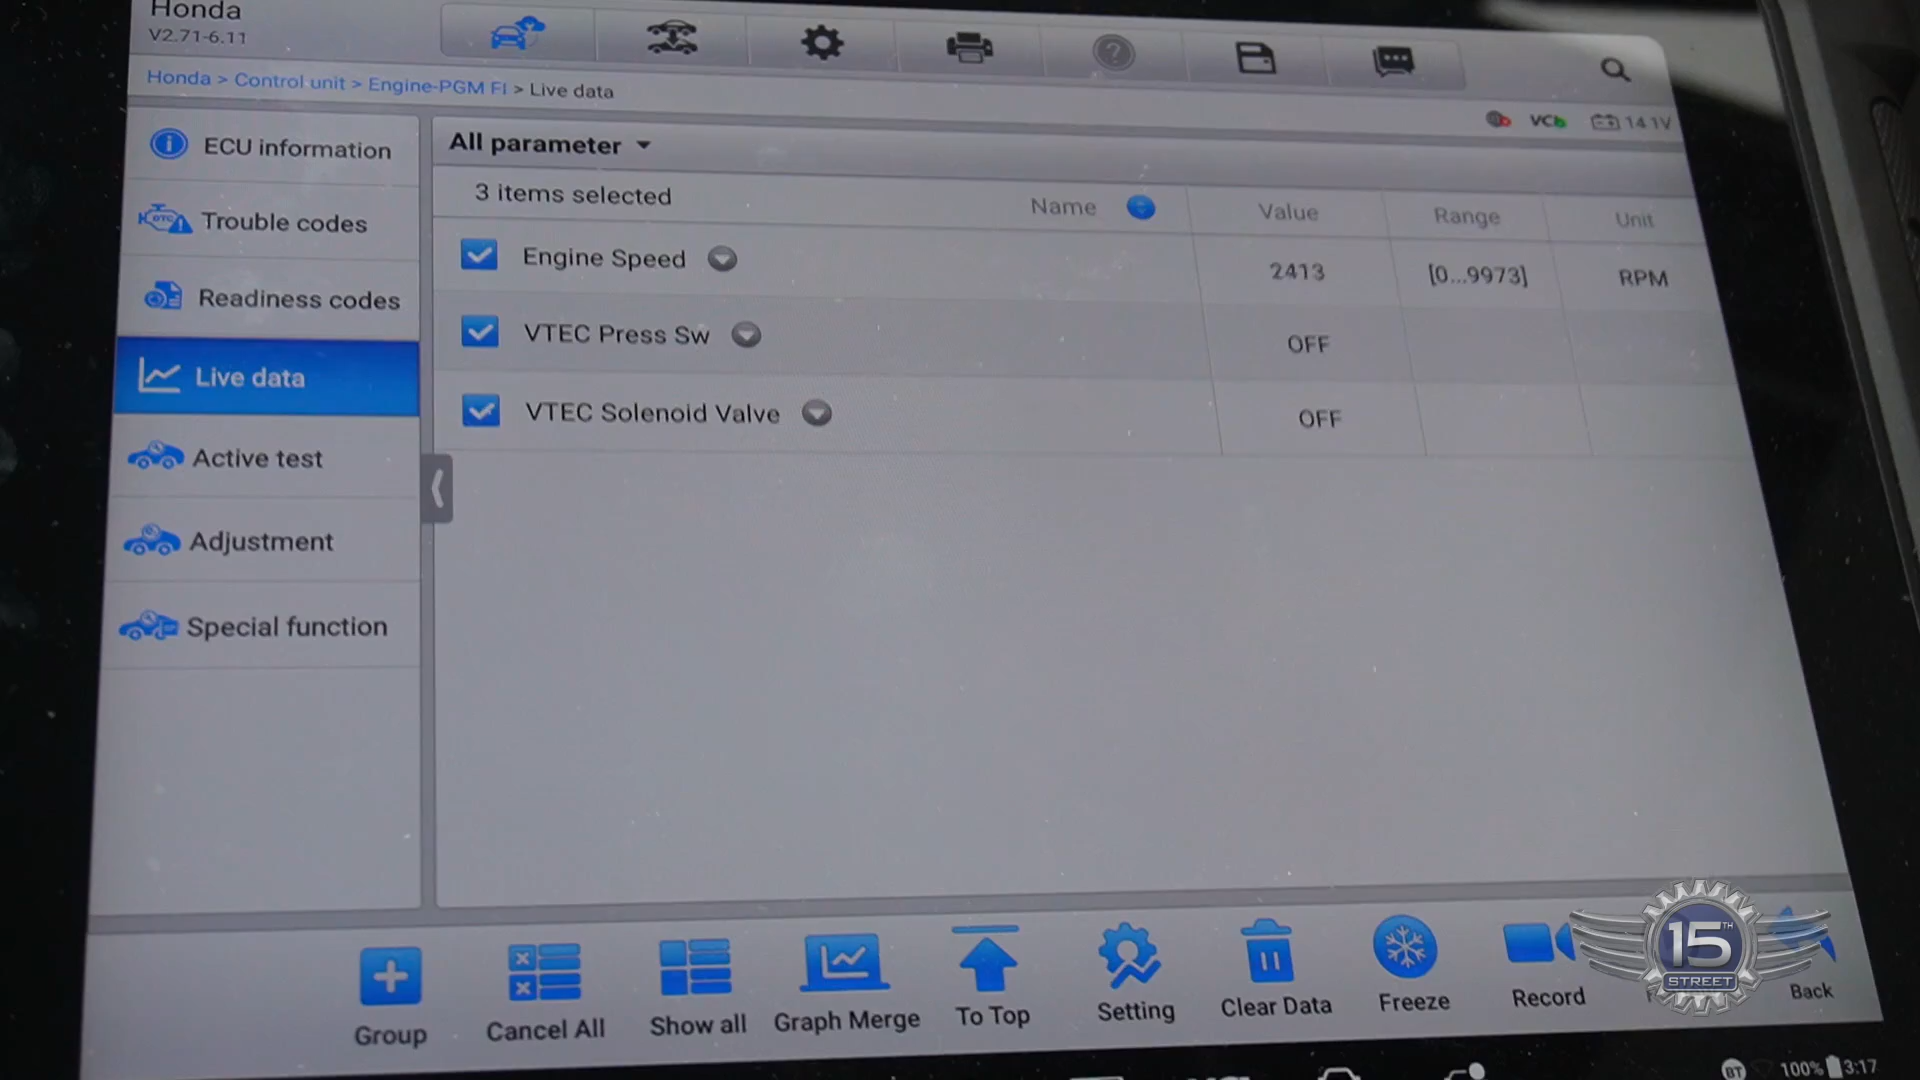 Honda
V2.71-6.11
Honda > Control unit > Engine-PGM FI > Live data
VCI 14.1V
ECU information
Trouble codes
Readiness codes
Live data
Active test
Adjustment
Special function
All parameter
3 items selected Name Value Range Unit
Engine Speed 2413 [0...9973] RPM
VTEC Press Sw OFF
VTEC Solenoid Valve OFF
Group Cancel All Show all Graph Merge To Top Setting Clear Data Freeze Record Back
15TH
STREET
BT 100% 3:17